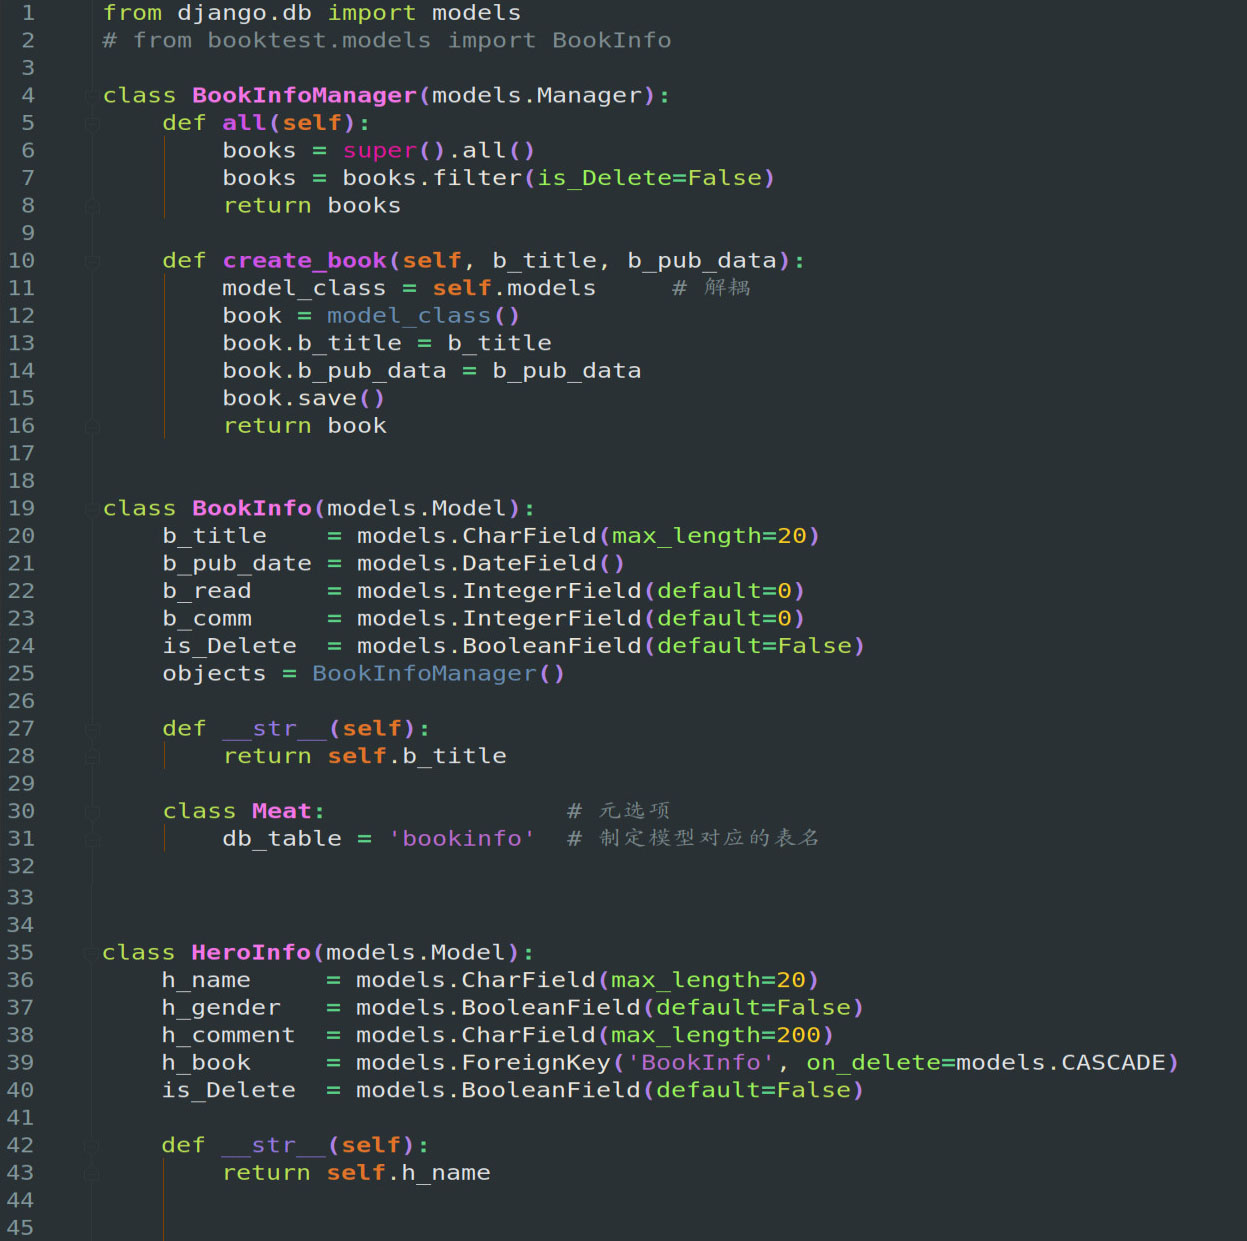 1 from django.db import models
2 # from booktest.models import BookInfo
3
4 class BookInfoManager(models.Manager):
5     def all(self):
6         books = super().all()
7         books = books.filter(is_Delete=False)
8         return books
9
10     def create_book(self, b_title, b_pub_data):
11         model_class = self.models     # 解耦
12         book = model_class()
13         book.b_title = b_title
14         book.b_pub_data = b_pub_data
15         book.save()
16         return book
17
18
19 class BookInfo(models.Model):
20     b_title    = models.CharField(max_length=20)
21     b_pub_date = models.DateField()
22     b_read     = models.IntegerField(default=0)
23     b_comm     = models.IntegerField(default=0)
24     is_Delete  = models.BooleanField(default=False)
25     objects = BookInfoManager()
26
27     def __str__(self):
28         return self.b_title
29
30     class Meat:                # 元选项
31         db_table = 'bookinfo'  # 制定模型对应的表名
32
33
34
35 class HeroInfo(models.Model):
36     h_name     = models.CharField(max_length=20)
37     h_gender   = models.BooleanField(default=False)
38     h_comment  = models.CharField(max_length=200)
39     h_book     = models.ForeignKey('BookInfo', on_delete=models.CASCADE)
40     is_Delete  = models.BooleanField(default=False)
41
42     def __str__(self):
43         return self.h_name
44
45